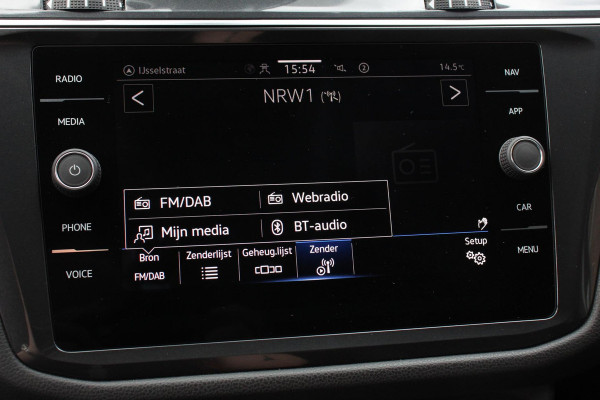 RADIO
MEDIA
PHONE
VOICE
IJsselstraat
15:54
2
14.5°C
NRW1
FM/DAB
Webradio
Mijn media
BT-audio
Bron
FM/DAB
Zenderlijst
Geheug.lijst
Zender
Setup
NAV
APP
CAR
MENU